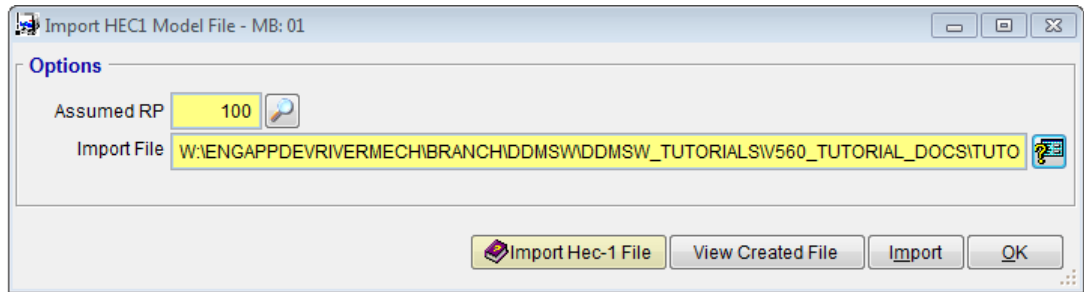 Import HEC1 Model File - MB: 01
Options
Assumed RP 100
Import File W:\ENGAPPDEVRIVERMECH\BRANCH\DDMSW\DDMSW_TUTORIALS\V560_TUTORIAL_DOCS\TUTO
Import Hec-1 File View Created File Import OK